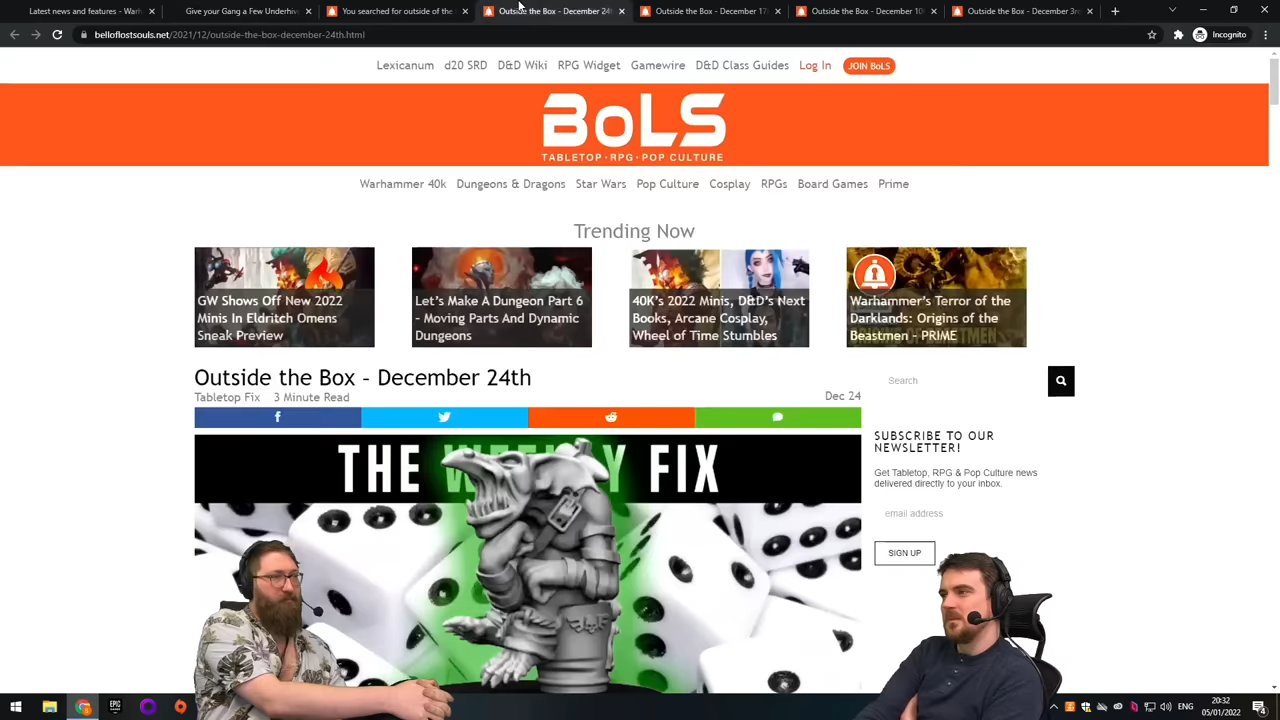 Latest news and features - War
Give your Gang a Few Underhiv
You searched for outside of the
Outside the Box - December 24t
Outside the Box - December 17t
Outside the Box - December 10t
Outside the Box - December 3rd
belloflostsouls.net/2021/12/outside-the-box-december-24th.html
Incognito
Lexicanum d20 SRD D&D Wiki RPG Widget Gamewire D&D Class Guides Log In JOIN BoLS
BoLS
TABLETOP·RPG·POP CULTURE
Warhammer 40k Dungeons & Dragons Star Wars Pop Culture Cosplay RPGs Board Games Prime
Trending Now
GW Shows Off New 2022
Minis In Eldritch Omens
Sneak Preview
Let's Make A Dungeon Part 6
- Moving Parts And Dynamic
Dungeons
40K's 2022 Minis, D&D's Next
Books, Arcane Cosplay,
Wheel of Time Stumbles
Warhammer's Terror of the
Darklands: Origins of the
Beastmen – PRIME
Outside the Box - December 24th
Tabletop Fix 3 Minute Read
Dec 24
Search
THE WEEKLY FIX
SUBSCRIBE TO OUR
NEWSLETTER!
Get Tabletop, RPG & Pop Culture news
delivered directly to your inbox.
email address
SIGN UP
EPIC
ENG
20:32
05/01/2022